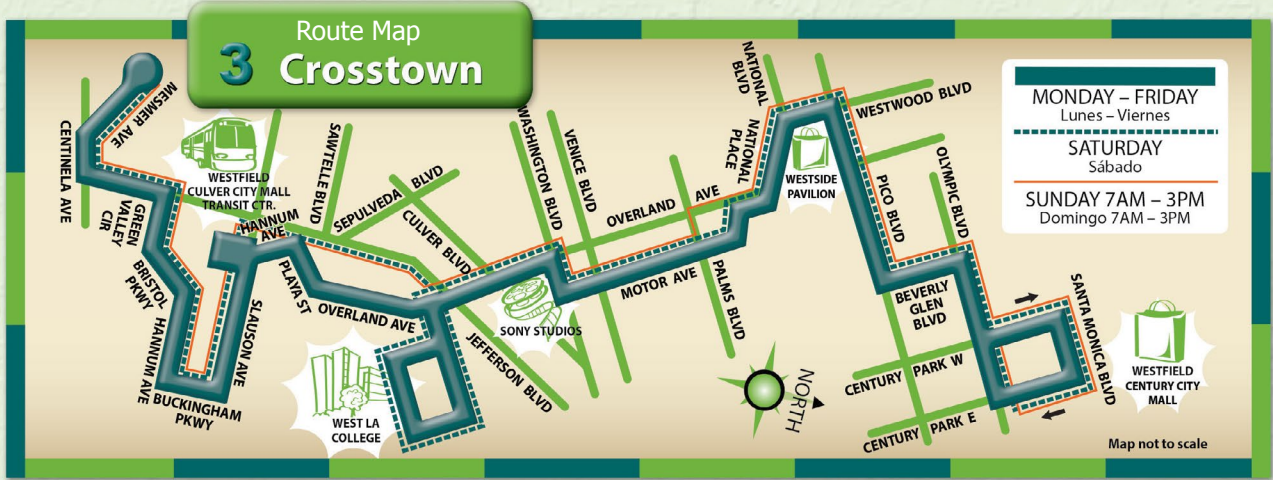 Route Map
3 Crosstown
MONDAY – FRIDAY
Lunes – Viernes
SATURDAY
Sábado
SUNDAY 7AM – 3PM
Domingo 7AM – 3PM
MESMER AVE
CENTINELA AVE
WESTFIELD
CULVER CITY MALL
TRANSIT CTR.
GREEN
VALLEY
CR
BRISTOL
PKWY
HANNUM AVE
BUCKINGHAM
PKWY
SLAUSON AVE
HANNUM
AVE
PLAYA ST
SAWTELLE BLVD
SEPULVEDA BLVD
CULVER BLVD
OVERLAND AVE
WEST LA
COLLEGE
JEFFERSON BLVD
SONY STUDIOS
WASHINGTON BLVD
VENICE BLVD
OVERLAND AVE
MOTOR AVE
PALMS BLVD
NATIONAL
PLACE
NATIONAL
BLVD
WESTSIDE
PAVILION
WESTWOOD BLVD
PICO BLVD
OLYMPIC BLVD
BEVERLY
GLEN
BLVD
CENTURY PARK W
CENTURY PARK E
SANTA MONICA BLVD
WESTFIELD
CENTURY CITY
MALL
NORTH
Map not to scale